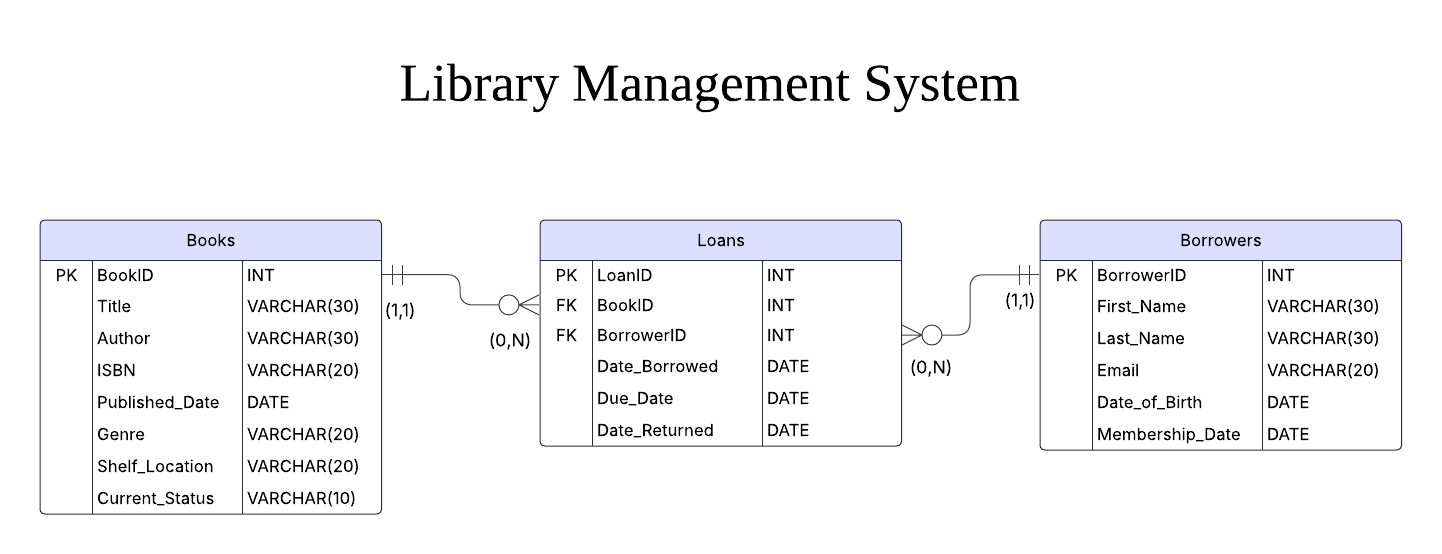 Library Management System
Books
PK BookID INT
Title VARCHAR(30)
Author VARCHAR(30)
ISBN VARCHAR(20)
Published_Date DATE
Genre VARCHAR(20)
Shelf_Location VARCHAR(20)
Current_Status VARCHAR(10)
(1,1)
(0,N)
Loans
PK LoanID INT
FK BookID INT
FK BorrowerID INT
Date_Borrowed DATE
Due_Date DATE
Date_Returned DATE
(0,N)
(1,1)
Borrowers
PK BorrowerID INT
First_Name VARCHAR(30)
Last_Name VARCHAR(30)
Email VARCHAR(20)
Date_of_Birth DATE
Membership_Date DATE